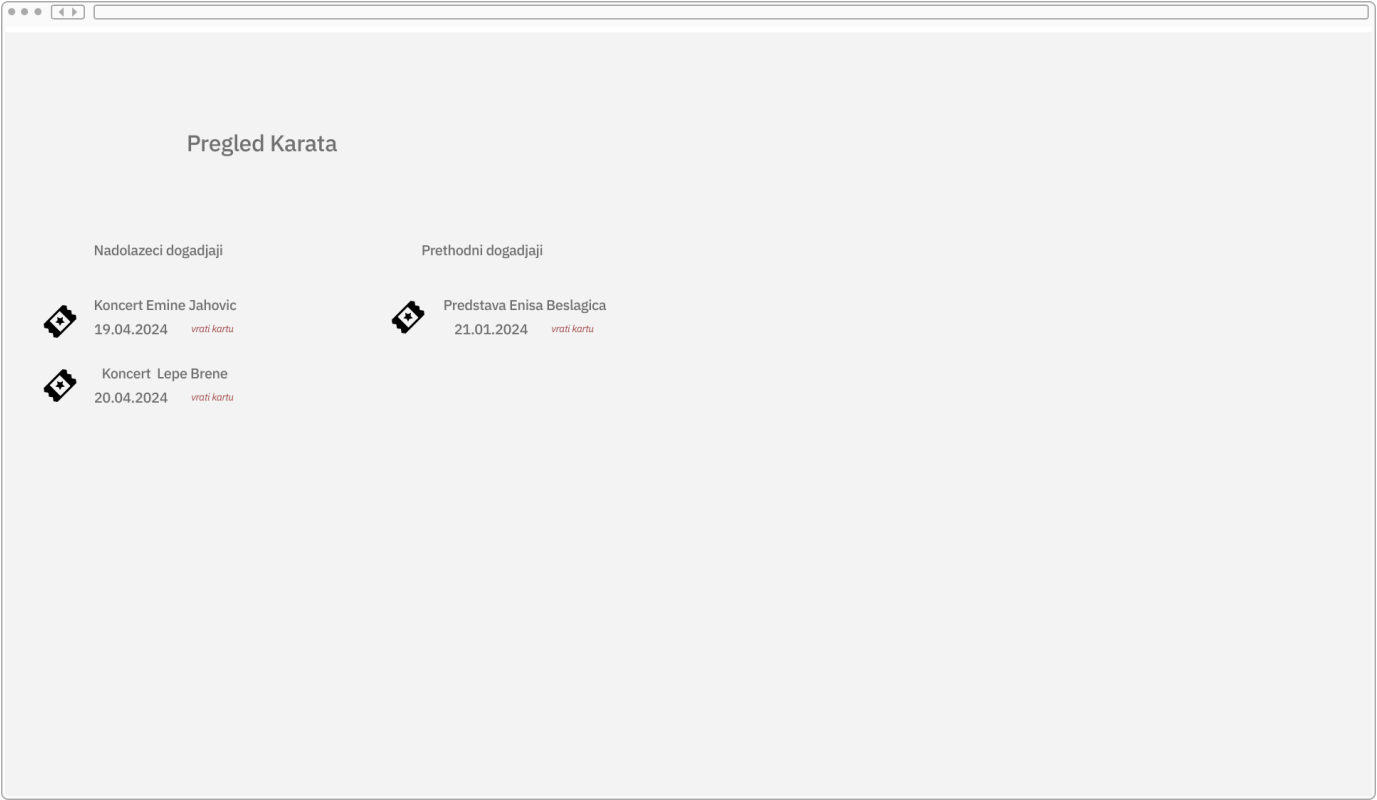 Pregled Karata
Nadolazeci dogadjaji
Koncert Emine Jahovic
19.04.2024 vrati kartu
Koncert Lepe Brene
20.04.2024 vrati kartu
Prethodni dogadjaji
Predstava Enisa Beslagica
21.01.2024 vrati kartu